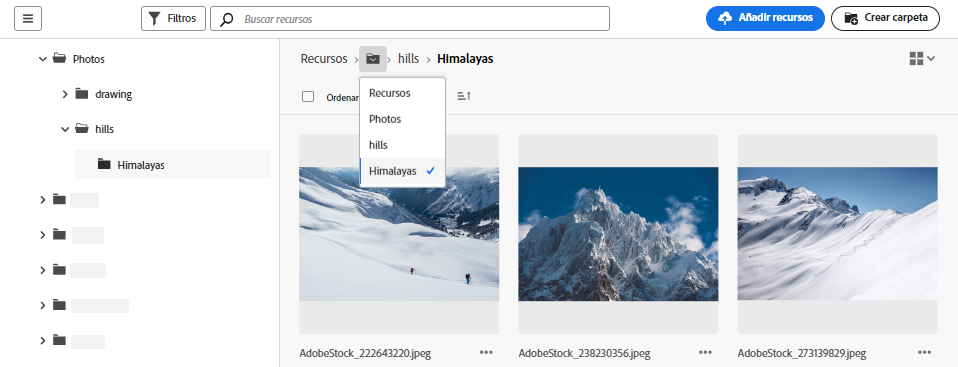 Filtros
Buscar recursos
Añadir recursos
Crear carpeta
Photos
drawing
hills
Himalayas
Recursos › › hills › Himalayas
Ordenar
Recursos
Photos
hills
Himalayas
AdobeStock_222643220.jpeg
AdobeStock_238230356.jpeg
AdobeStock_273139829.jpeg